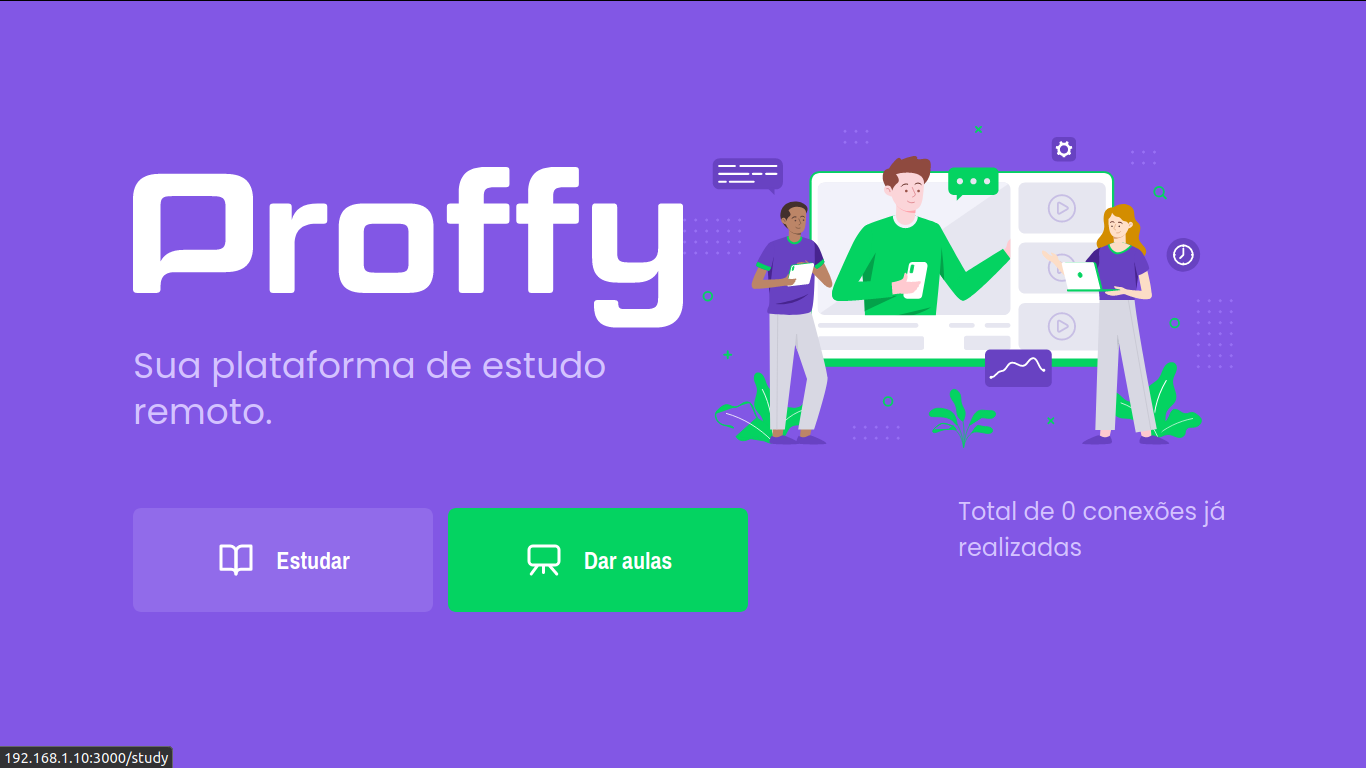 Proffy
Sua plataforma de estudo
remoto.
Estudar
Dar aulas
Total de 0 conexões já
realizadas
192.168.1.10:3000/study